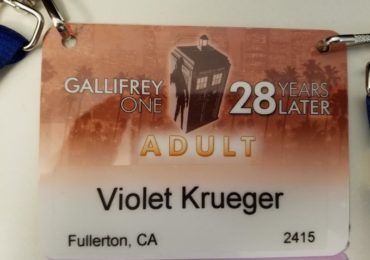 GALLIFREY ONE
28 YEARS LATER
ADULT
Violet Krueger
Fullerton, CA 2415